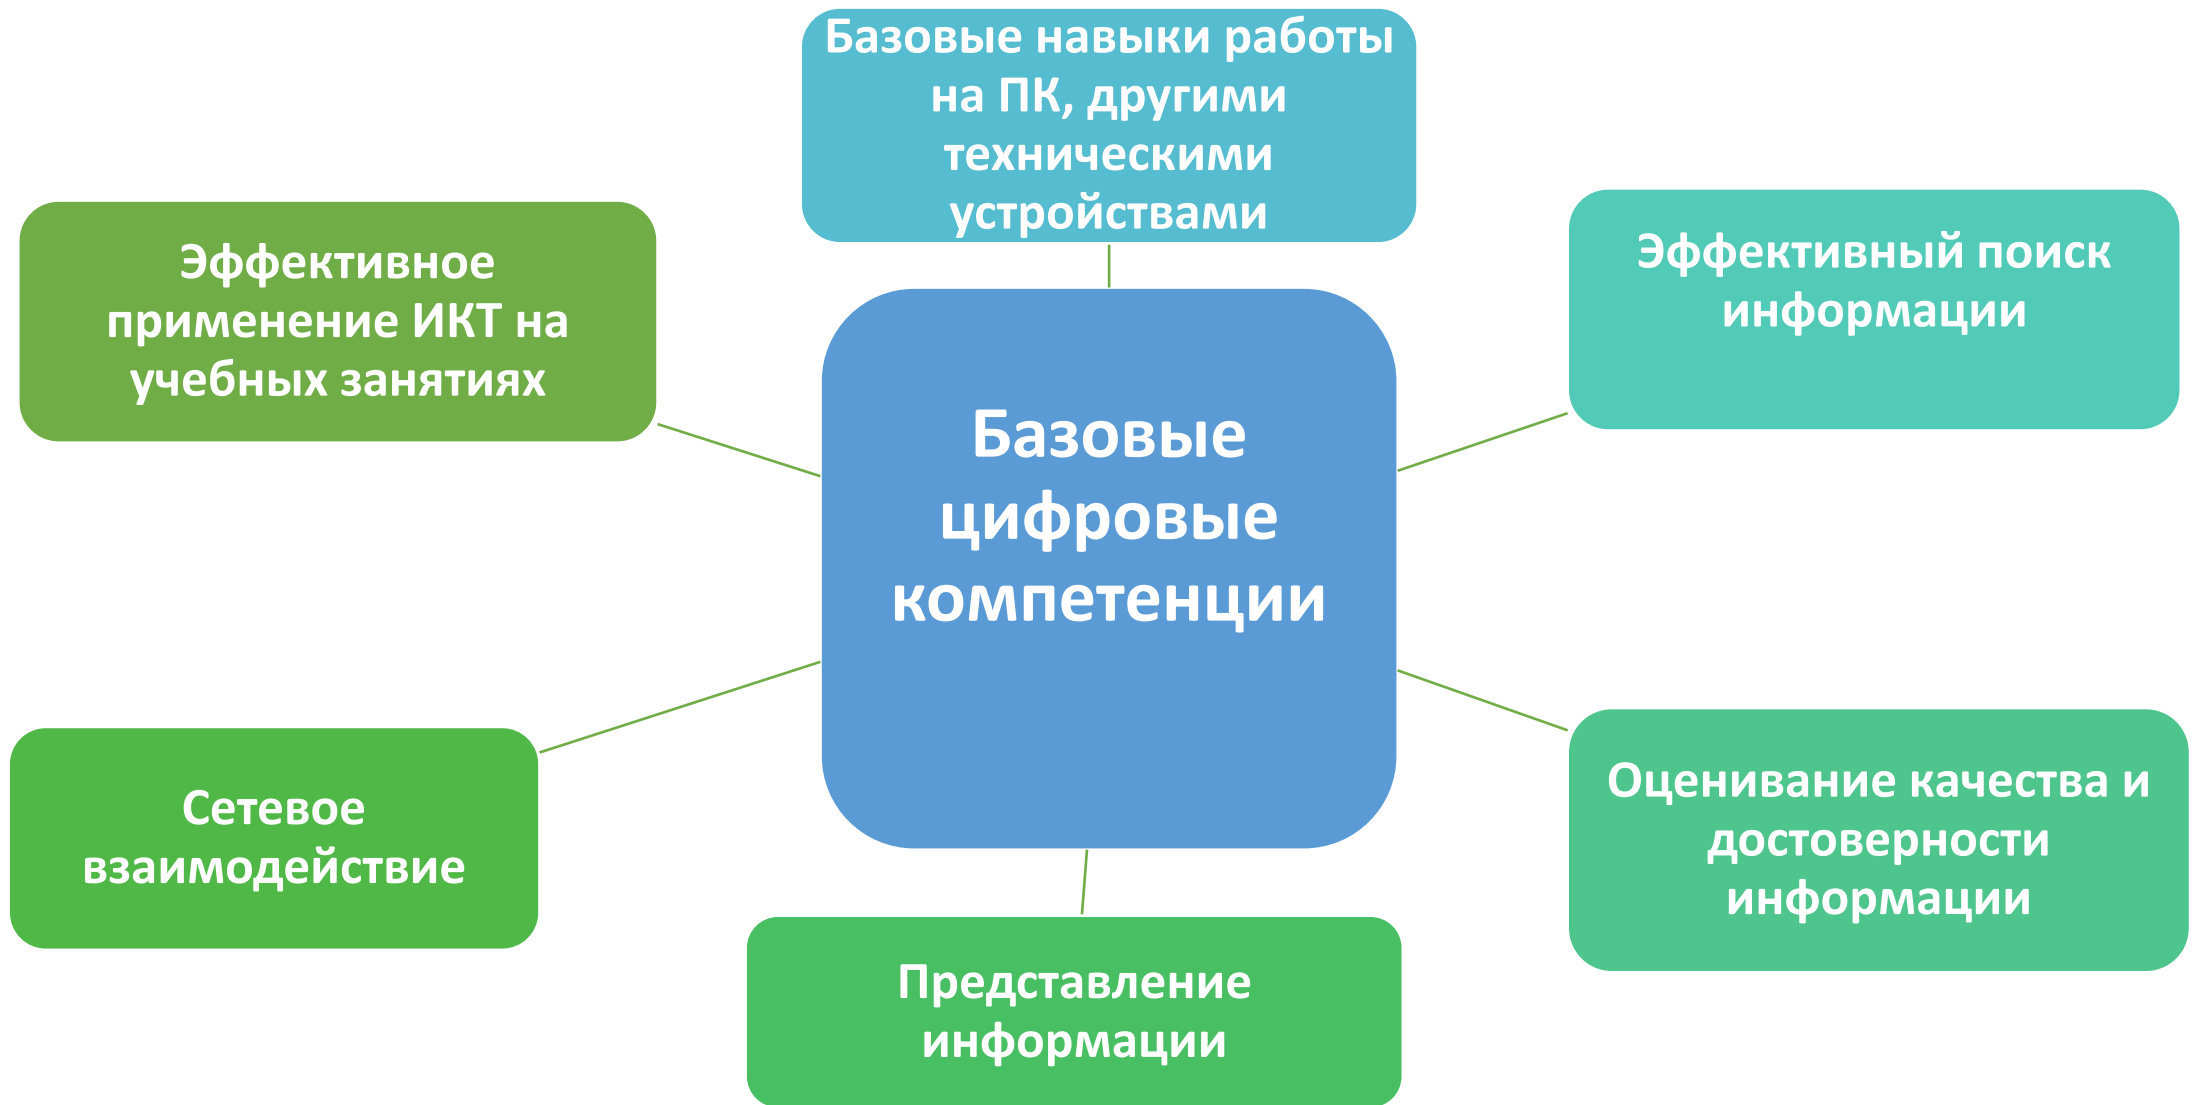 Базовые навыки работы
на ПК, другими
техническими
устройствами
Эффективный поиск
информации
Оценивание качества и
достоверности
информации
Представление
информации
Сетевое
взаимодействие
Эффективное
применение ИКТ на
учебных занятиях
Базовые
цифровые
компетенции